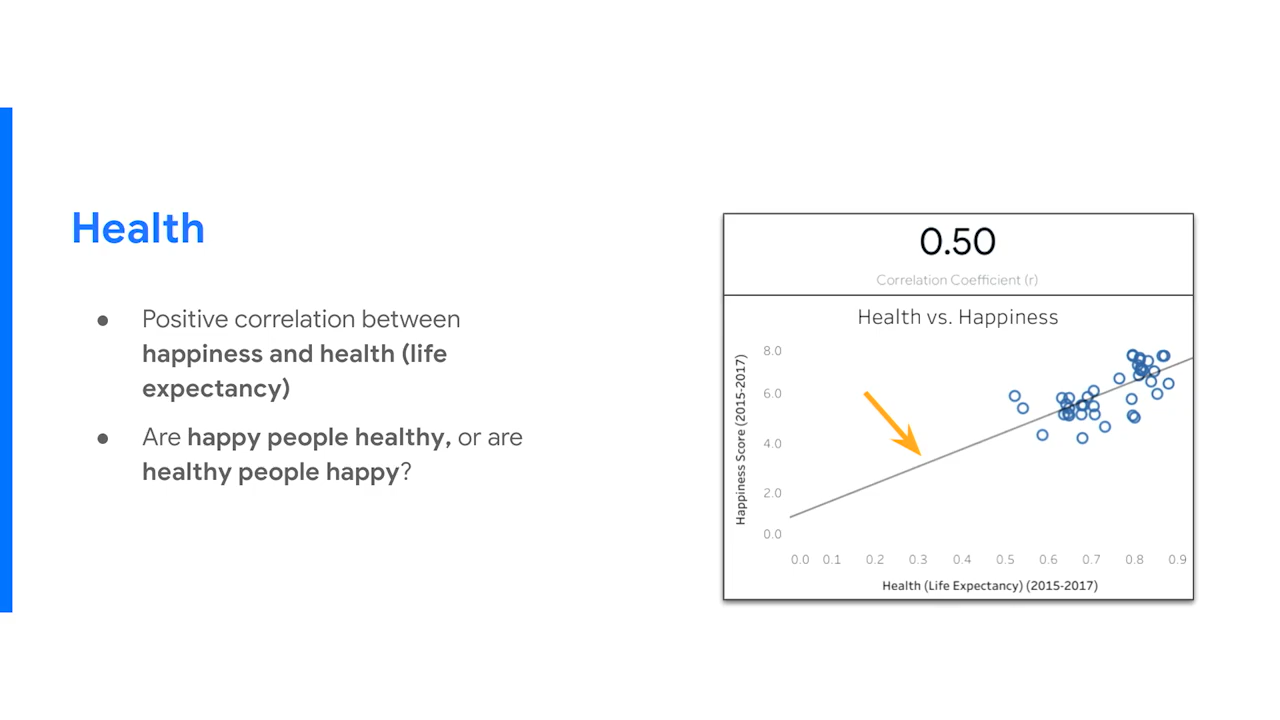 Health
● Positive correlation between
happiness and health (life
expectancy)
● Are happy people healthy, or are
healthy people happy?
0.50
Correlation Coefficient (r)
Health vs. Happiness
Happiness Score (2015-2017)
8.0
6.0
4.0
2.0
0.0
0.0 0.1 0.2 0.3 0.4 0.5 0.6 0.7 0.8 0.9
Health (Life Expectancy) (2015-2017)